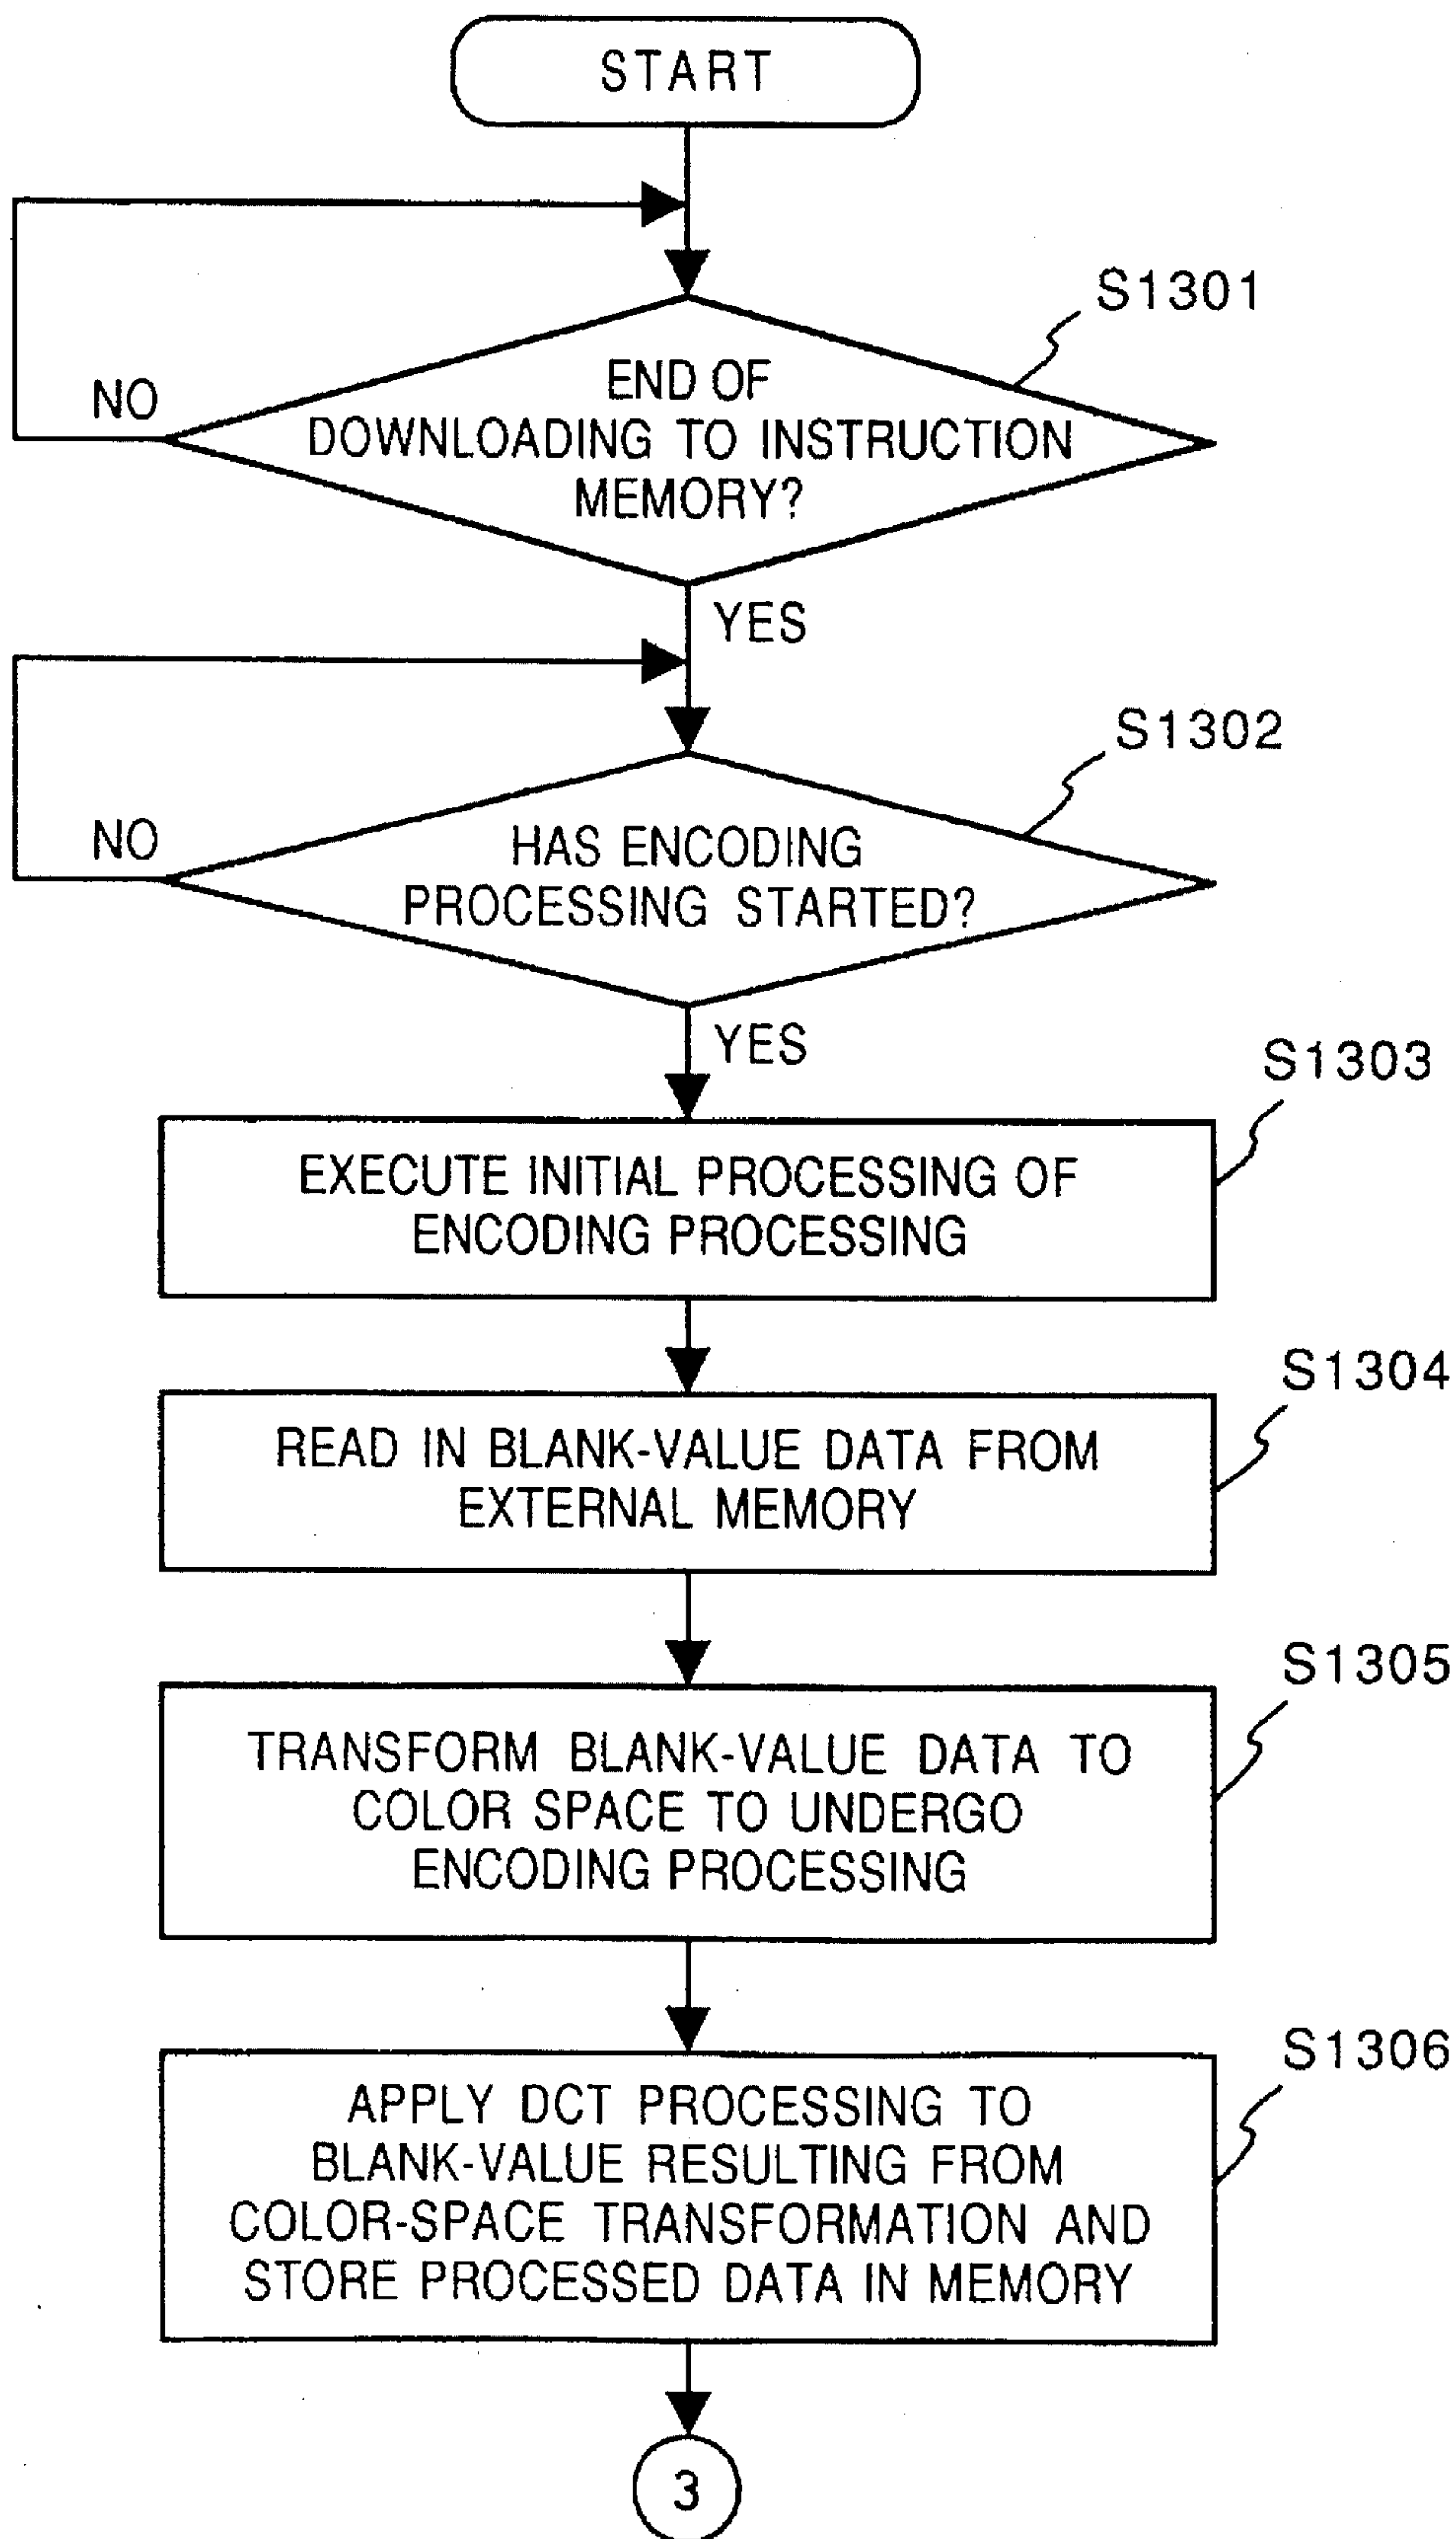 START
S1301
END OF
DOWNLOADING TO INSTRUCTION
MEMORY?
NO
YES
S1302
HAS ENCODING
PROCESSING STARTED?
NO
YES
S1303
EXECUTE INITIAL PROCESSING OF
ENCODING PROCESSING
S1304
READ IN BLANK-VALUE DATA FROM
EXTERNAL MEMORY
S1305
TRANSFORM BLANK-VALUE DATA TO
COLOR SPACE TO UNDERGO
ENCODING PROCESSING
S1306
APPLY DCT PROCESSING TO
BLANK-VALUE RESULTING FROM
COLOR-SPACE TRANSFORMATION AND
STORE PROCESSED DATA IN MEMORY
3